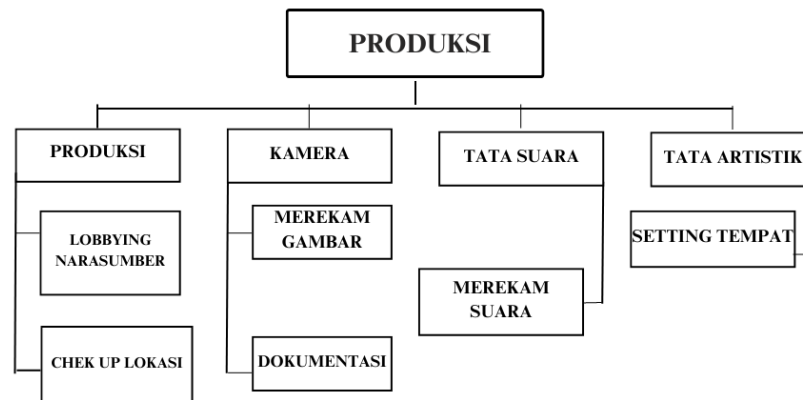 PRODUKSI
PRODUKSI
KAMERA
TATA SUARA
TATA ARTISTIK
LOBBYING
NARASUMBER
MEREKAM
GAMBAR
SETTING TEMPAT
MEREKAM
SUARA
CHEK UP LOKASI
DOKUMENTASI